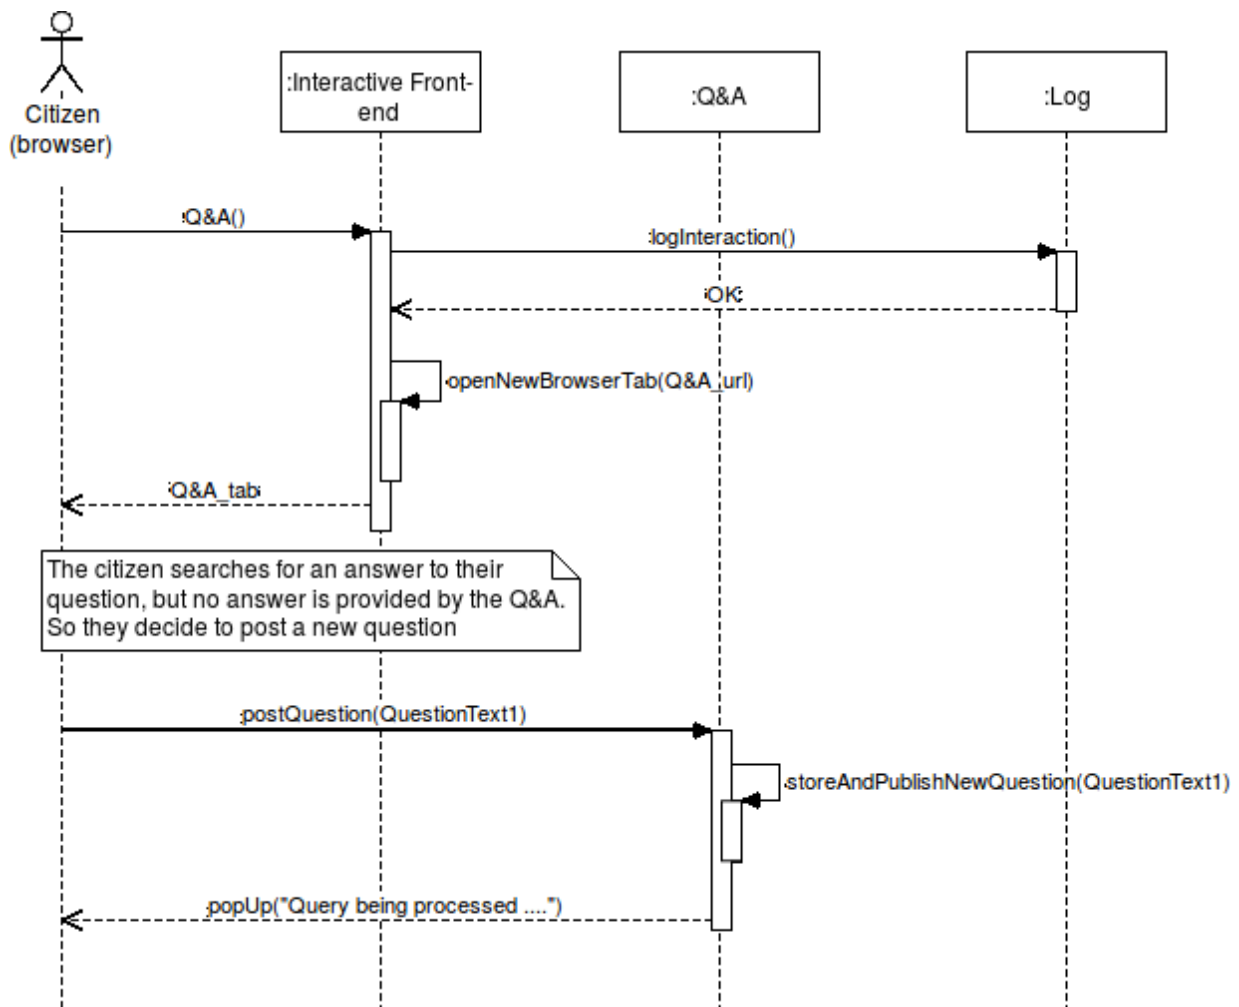 :Interactive Front-
end
:Q&A
:Log
Citizen
(browser)
:Q&A()
:logInteraction()
:OK:
:openNewBrowserTab(Q&A_url)
:Q&A_tab:
The citizen searches for an answer to their
question, but no answer is provided by the Q&A.
So they decide to post a new question
:postQuestion(QuestionText1)
:storeAndPublishNewQuestion(QuestionText1)
:popUp("Query being processed ....")